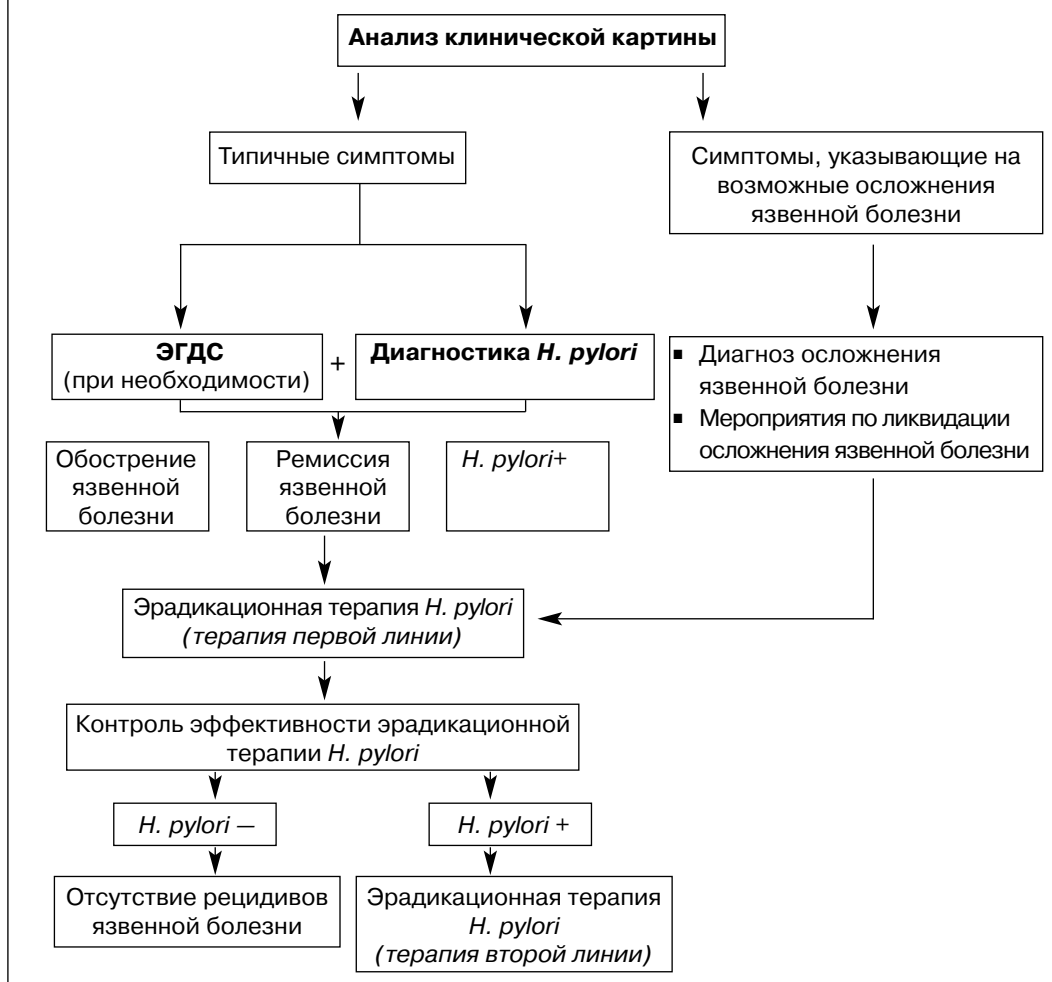 Анализ клинической картины
Типичные симптомы
Симптомы, указывающие на
возможные осложнения
язвенной болезни
ЭГДС
(при необходимости)
+
Диагностика H. pylori
▪ Диагноз осложнения
язвенной болезни
▪ Мероприятия по ликвидации
осложнения язвенной болезни
Обострение
язвенной
болезни
Ремиссия
язвенной
болезни
H. pylori+
Эрадикационная терапия H. pylori
(терапия первой линии)
Контроль эффективности эрадикационной
терапии H. pylori
H. pylori —
H. pylori +
Отсутствие рецидивов
язвенной болезни
Эрадикационная терапия
H. pylori
(терапия второй линии)